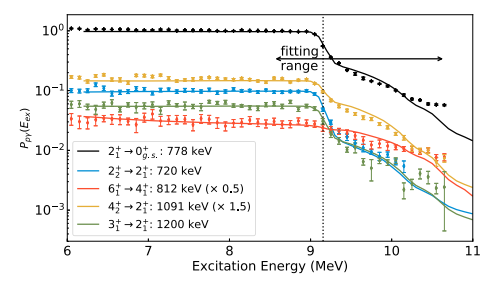 10⁰
10⁻¹
10⁻²
10⁻³
P_pγ(E_ex)
fitting
range
2₁⁺→0⁺_g.s.: 778 keV
2₂⁺→2₁⁺: 720 keV
6₁⁺→4₁⁺: 812 keV (× 0.5)
4₂⁺→2₁⁺: 1091 keV (× 1.5)
3₁⁺→2₁⁺: 1200 keV
6 7 8 9 10 11
Excitation Energy (MeV)